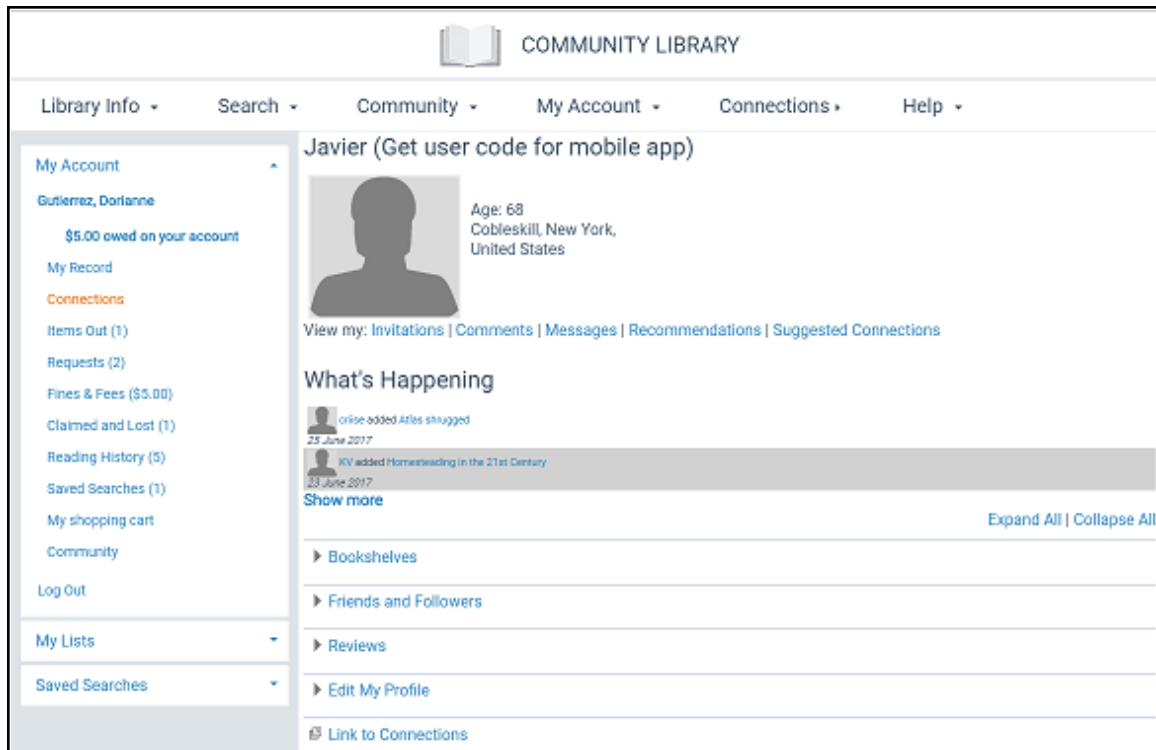 COMMUNITY LIBRARY
Library Info Search Community My Account Connections Help
My Account
Gutierrez, Dorianne
$5.00 owed on your account
My Record
Connections
Items Out (1)
Requests (2)
Fines & Fees ($5.00)
Claimed and Lost (1)
Reading History (5)
Saved Searches (1)
My shopping cart
Community
Log Out
My Lists
Saved Searches
Javier (Get user code for mobile app)
Age: 68
Cobleskill, New York,
United States
View my: Invitations | Comments | Messages | Recommendations | Suggested Connections
What's Happening
criise added Atlas shrugged
25 June 2017
KV added Homesteading in the 21st Century
23 June 2017
Show more
Expand All | Collapse All
Bookshelves
Friends and Followers
Reviews
Edit My Profile
Link to Connections